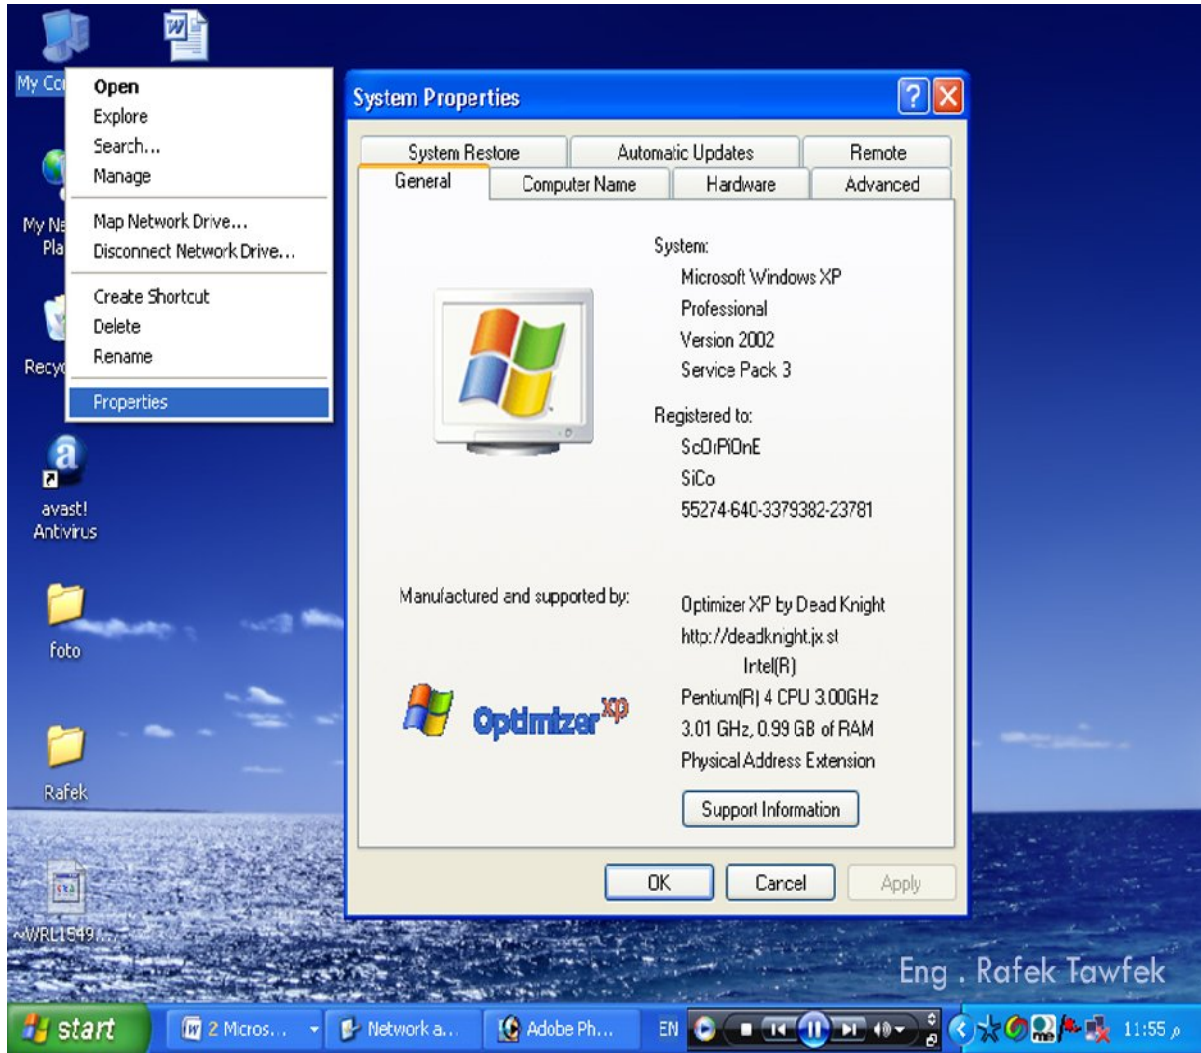 My Co
Open
Explore
Search...
Manage
Map Network Drive...
Disconnect Network Drive...
Create Shortcut
Delete
Rename
Properties
My Ne
Pla
Recyc
avast!
Antivirus
foto
Rafek
~WRL1549....
System Properties
System Restore
Automatic Updates
Remote
General
Computer Name
Hardware
Advanced
System:
Microsoft Windows XP
Professional
Version 2002
Service Pack 3
Registered to:
ScOrPiOnE
SiCo
55274-640-3379382-23781
Manufactured and supported by:
Optimizer XP by Dead Knight
http://deadknight.jx.st
Intel(R)
Pentium(R) 4 CPU 3.00GHz
3.01 GHz, 0.99 GB of RAM
Physical Address Extension
Optimizer xp
Support Information
OK
Cancel
Apply
Eng . Rafek Tawfek
start
2 Micros...
Network a...
Adobe Ph...
EN
11:55 م